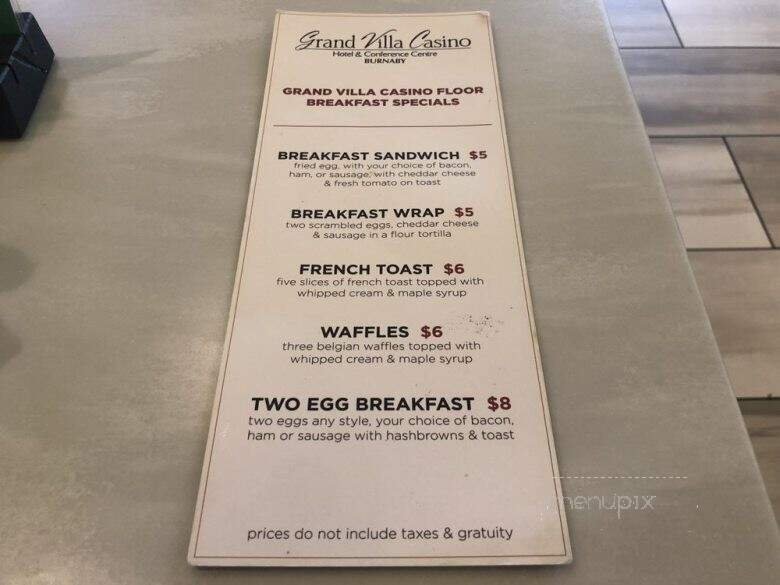 Grand Villa Casino
Hotel & Conference Centre
BURNABY
GRAND VILLA CASINO FLOOR
BREAKFAST SPECIALS
BREAKFAST SANDWICH $5
fried egg, with your choice of bacon,
ham, or sausage, with cheddar cheese
& fresh tomato on toast
BREAKFAST WRAP $5
two scrambled eggs, cheddar cheese
& sausage in a flour tortilla
FRENCH TOAST $6
five slices of french toast topped with
whipped cream & maple syrup
WAFFLES $6
three belgian waffles topped with
whipped cream & maple syrup
TWO EGG BREAKFAST $8
two eggs any style, your choice of bacon,
ham or sausage with hashbrowns & toast
prices do not include taxes & gratuity
menupix